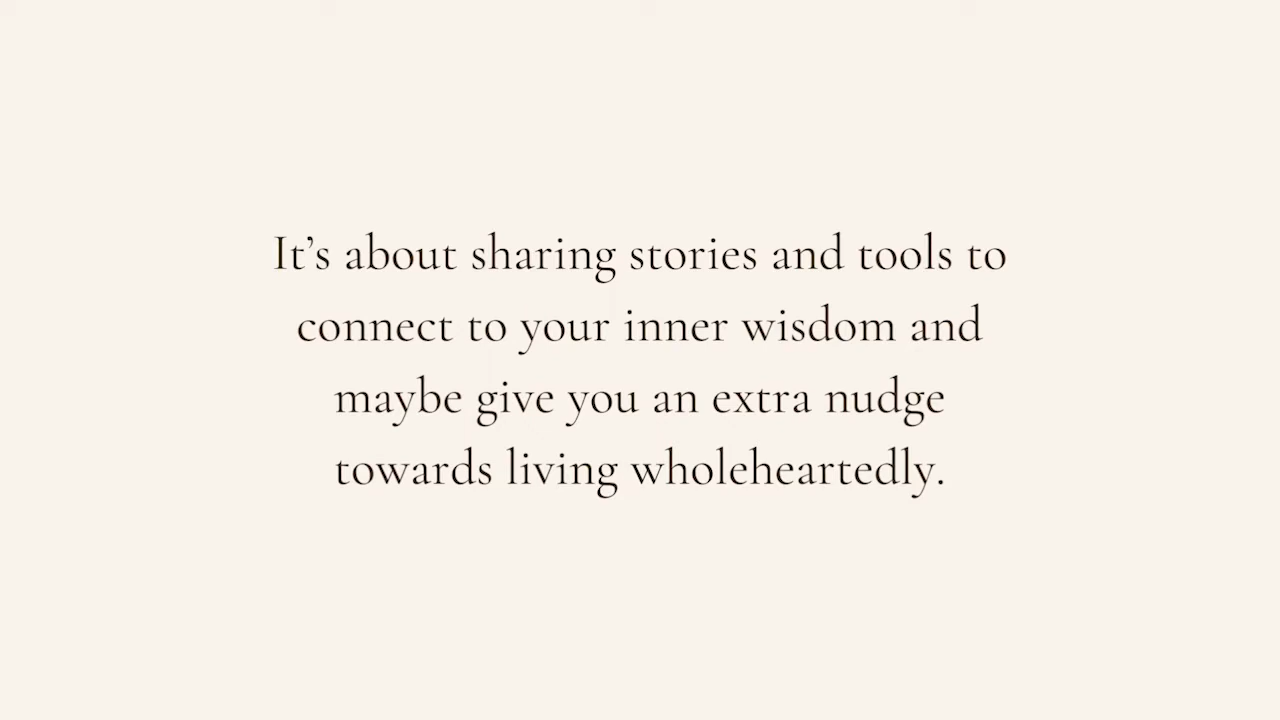 It’s about sharing stories and tools to
connect to your inner wisdom and
maybe give you an extra nudge
towards living wholeheartedly.